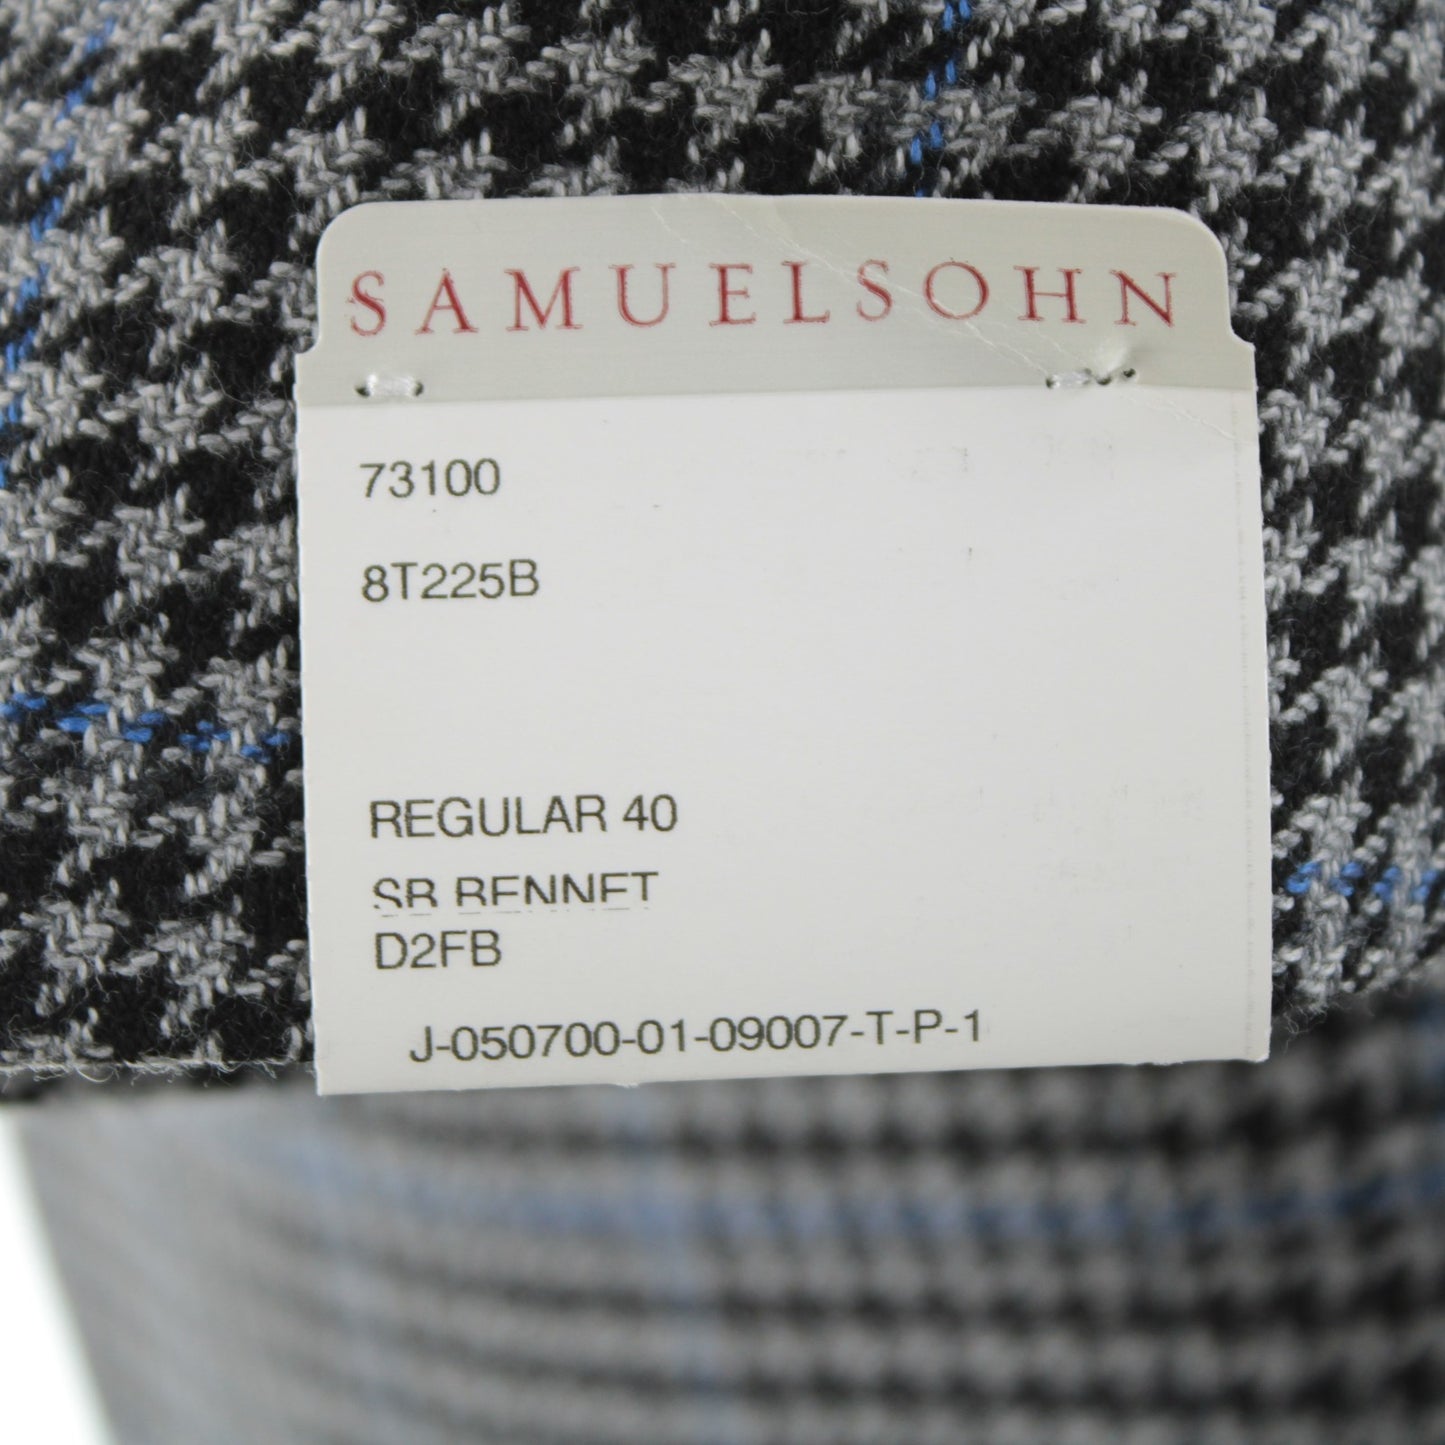 SAMUELSOHN
73100
8T225B
REGULAR 40
SB BENNET
D2FB
J-050700-01-09007-T-P-1